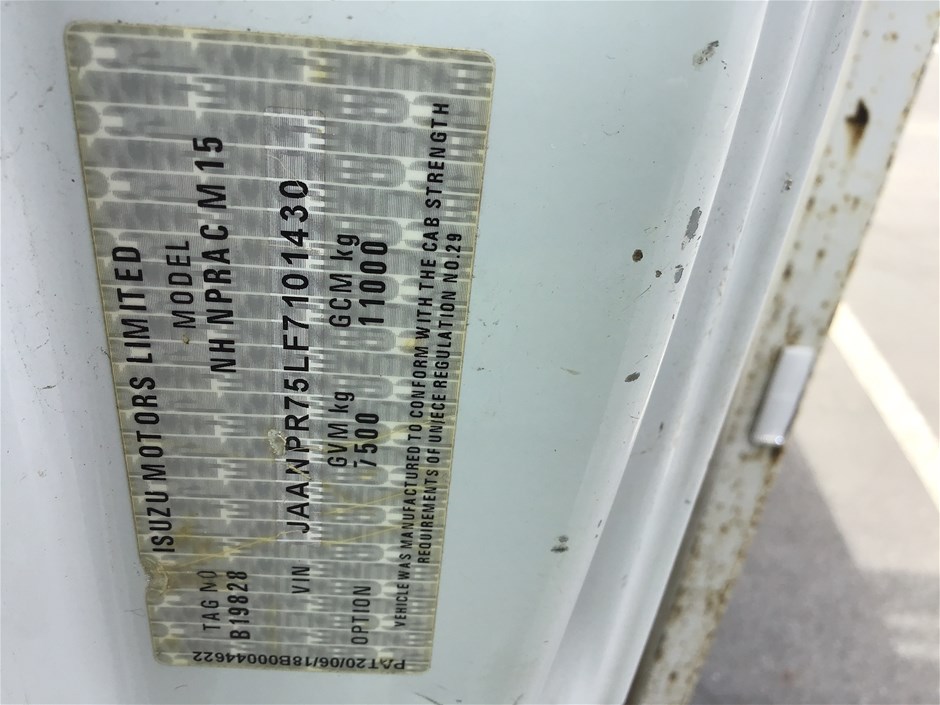 ISUZU MOTORS LIMITED
TAG NO MODEL
B19828 NH NPRAC M 15
VIN JAANPR75LF7101430
GVM kg GCM kg
OPTION 7500 11000
VEHICLE WAS MANUFACTURED TO CONFORM WITH THE CAB STRENGTH
REQUIREMENTS OF UN/ECE REGULATION NO.29
PAT20/06/18B00044622